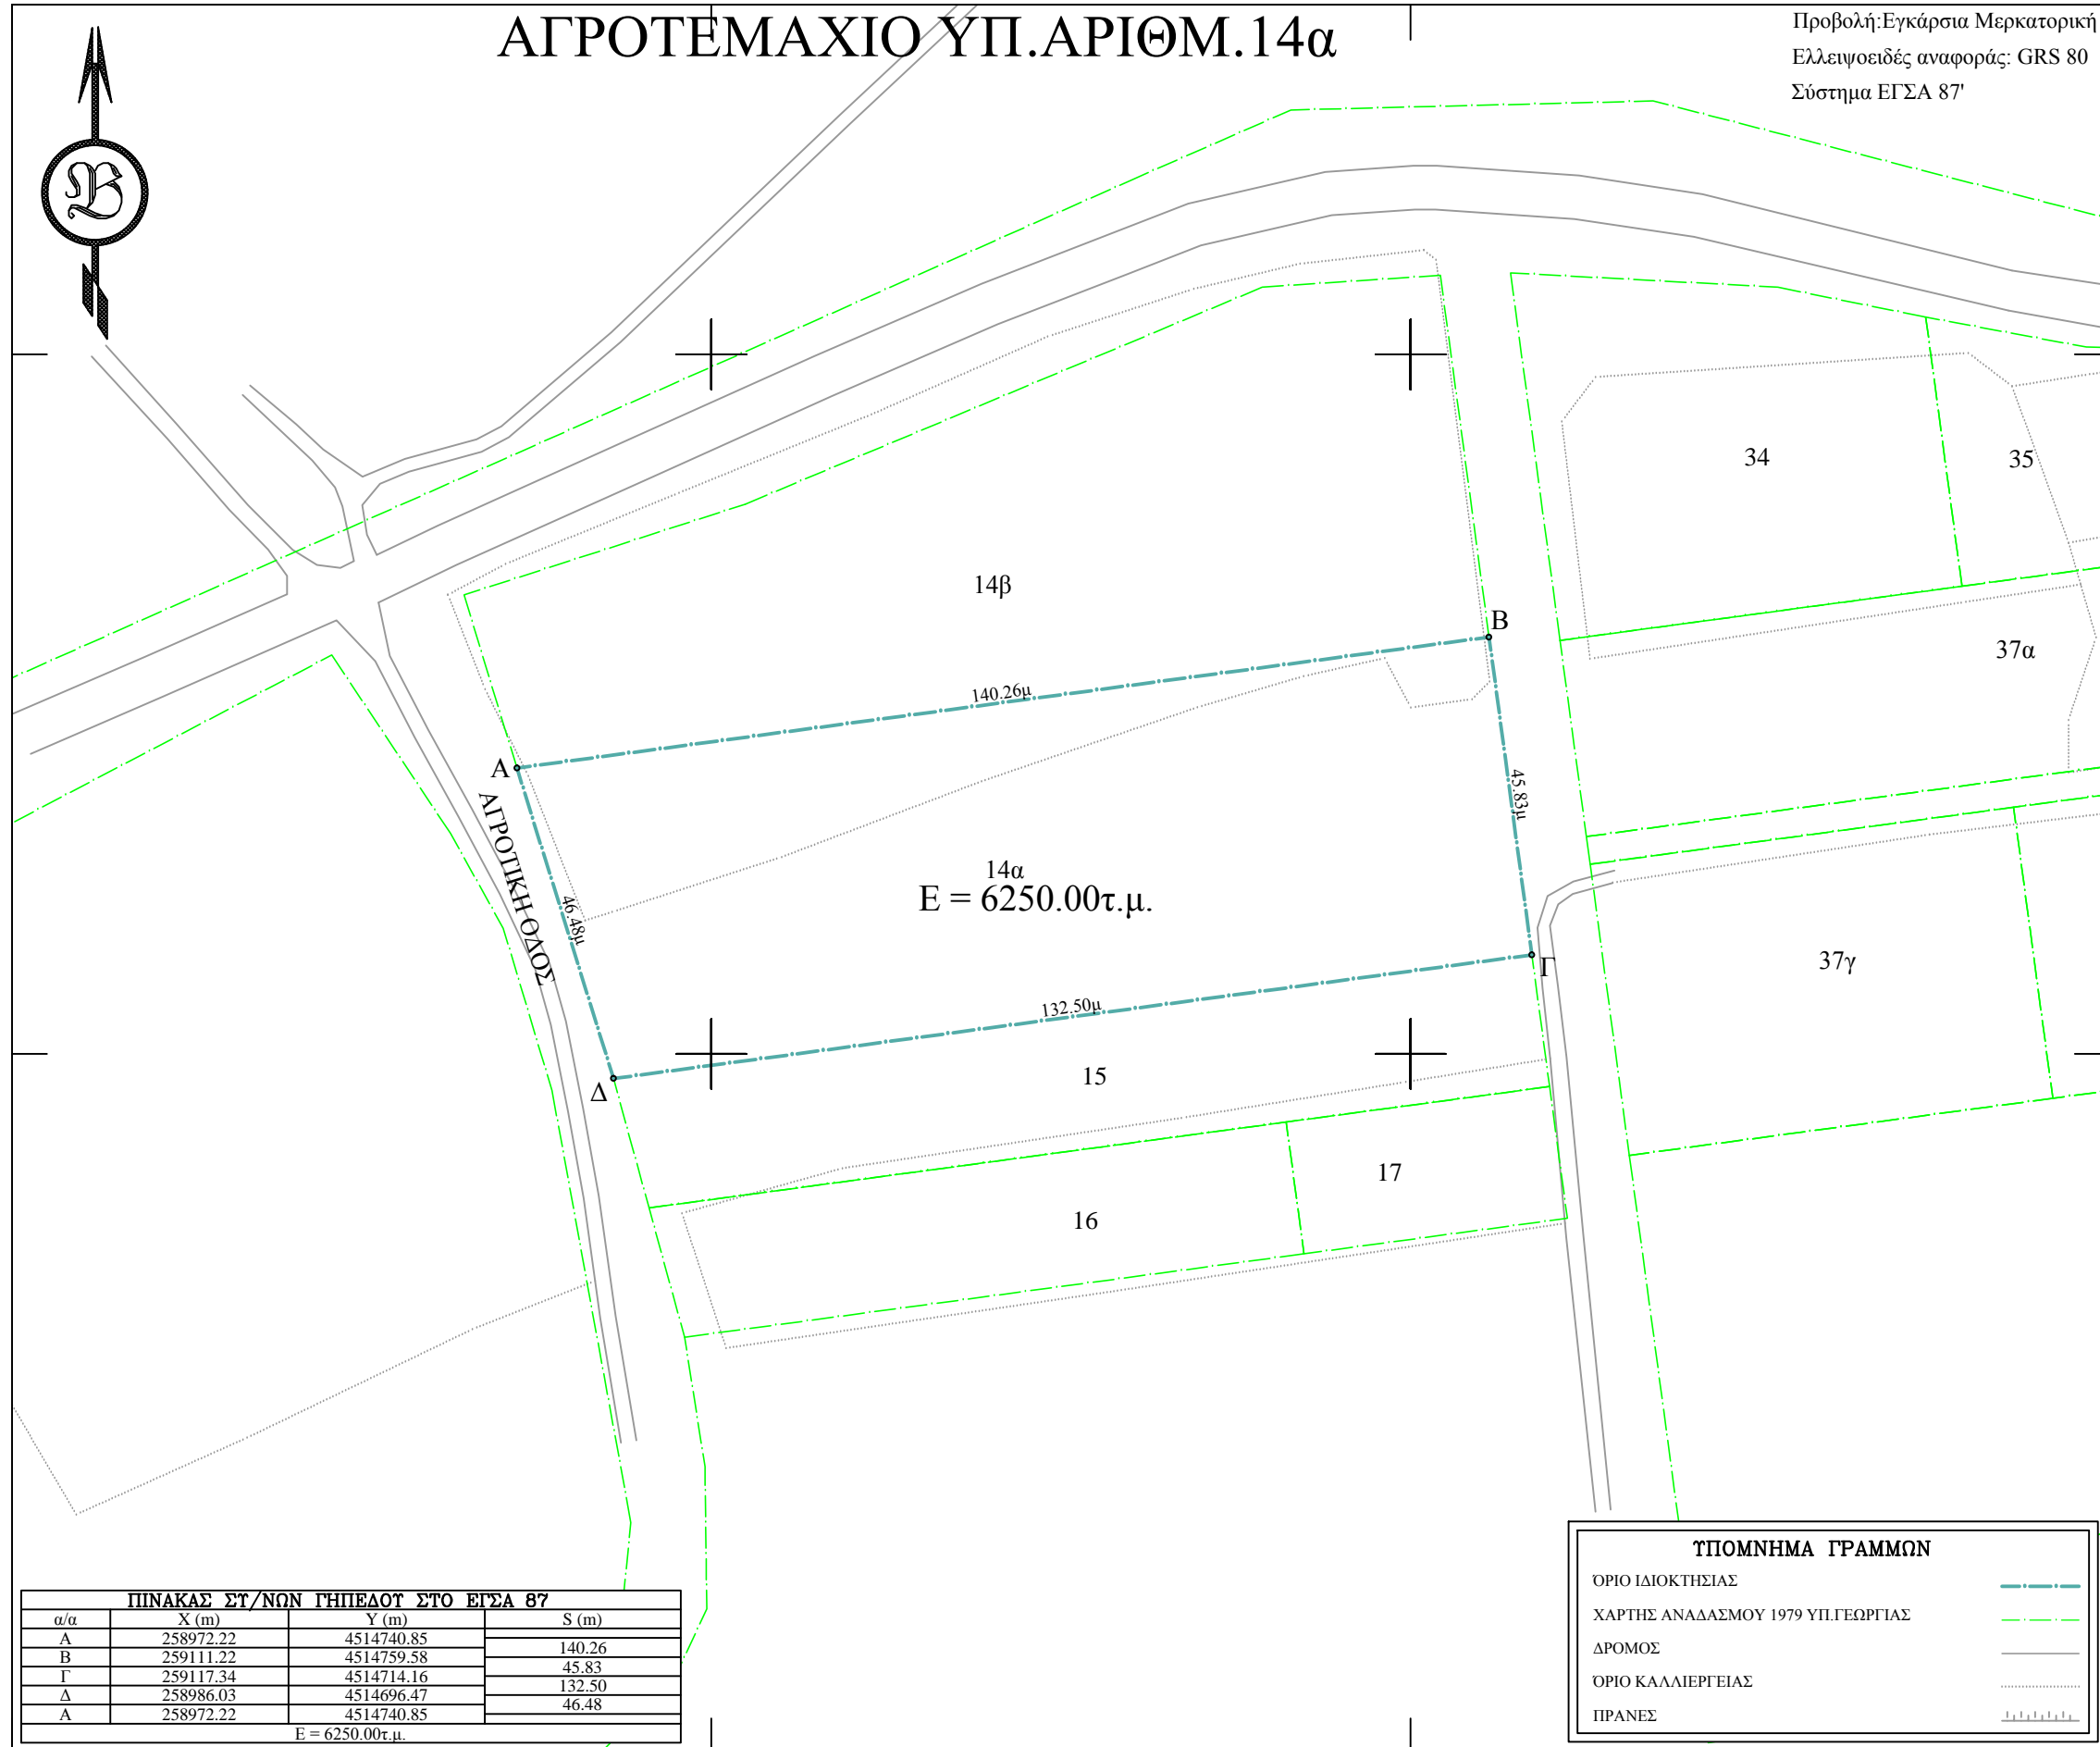 ΑΓΡΟΤΕΜΑΧΙΟ ΥΠ.ΑΡΙΘΜ.14α
Προβολή:Εγκάρσια Μερκατορική
Ελλειψοειδές αναφοράς: GRS 80
Σύστημα ΕΓΣΑ 87'
Β
34
35
14β
Β
37α
140.26μ
Α
ΑΓΡΟΤΙΚΗ ΟΔΟΣ
45.83μ
14α
Ε = 6250.00τ.μ.
46.48μ
Γ
37γ
132.50μ
Δ
15
17
16
ΠΙΝΑΚΑΣ ΣΥ/ΝΩΝ ΓΗΠΕΔΟΥ ΣΤΟ ΕΓΣΑ 87
α/α X (m) Y (m) S (m)
Α 258972.22 4514740.85
140.26
Β 259111.22 4514759.58
45.83
Γ 259117.34 4514714.16
132.50
Δ 258986.03 4514696.47
46.48
Α 258972.22 4514740.85
Ε = 6250.00τ.μ.
ΥΠΟΜΝΗΜΑ ΓΡΑΜΜΩΝ
ΌΡΙΟ ΙΔΙΟΚΤΗΣΙΑΣ
ΧΑΡΤΗΣ ΑΝΑΔΑΣΜΟΥ 1979 ΥΠ.ΓΕΩΡΓΙΑΣ
ΔΡΟΜΟΣ
ΌΡΙΟ ΚΑΛΛΙΕΡΓΕΙΑΣ
ΠΡΑΝΕΣ